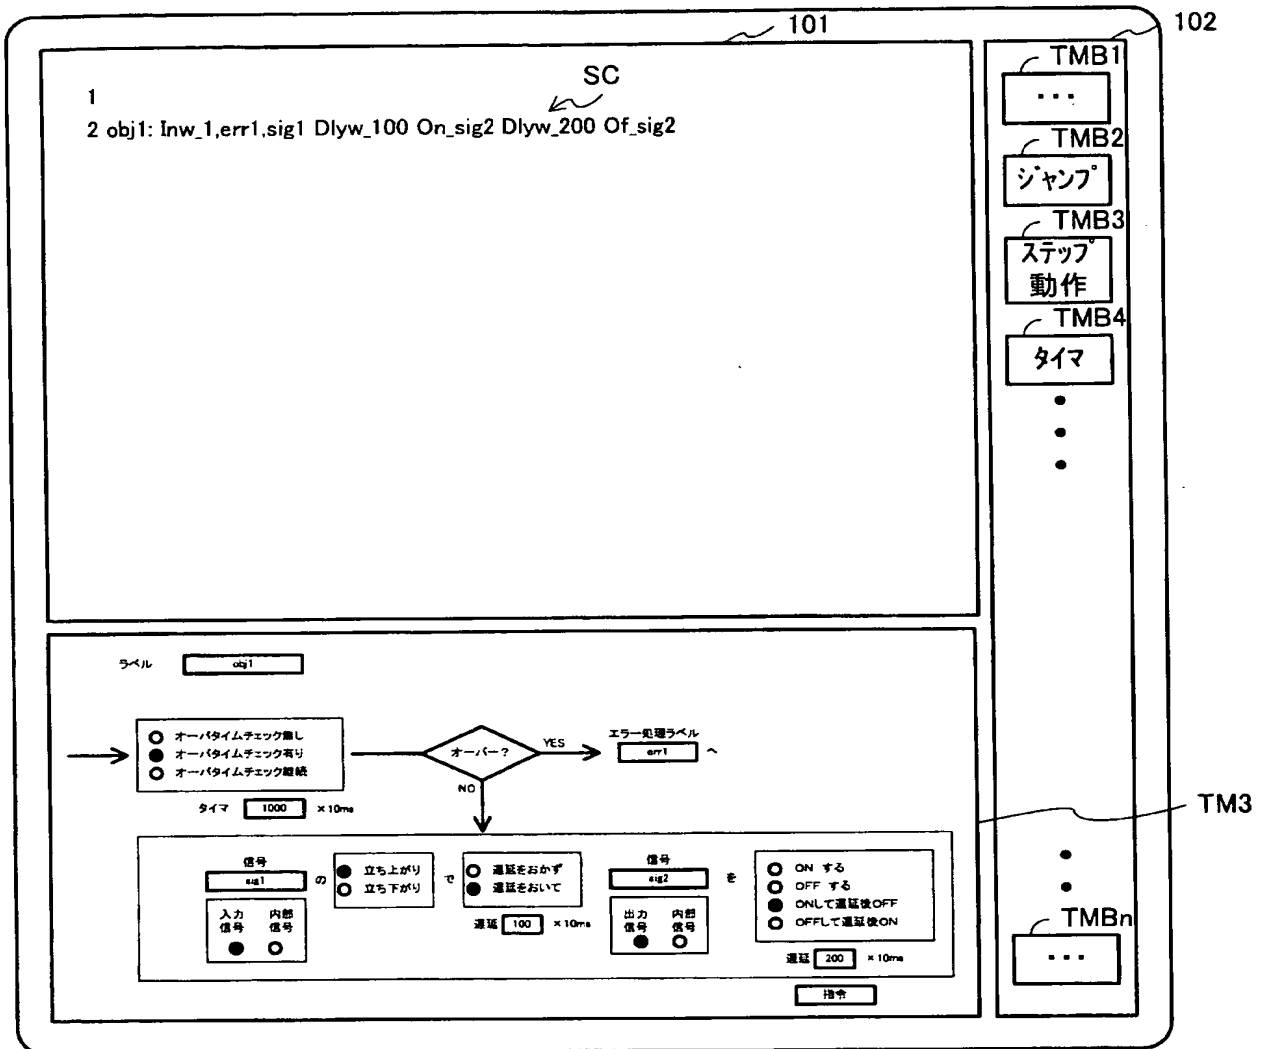 101
102
SC
1
2 obj1: Inw_1,err1,sig1 Dlyw_100 On_sig2 Dlyw_200 Of_sig2
TMB1
・・・
TMB2
ジャンプ
TMB3
ステップ
動作
TMB4
タイマ
TMBn
・・・
TM3
ラベル obj1
オーバタイムチェック無し
オーバタイムチェック有り
オーバタイムチェック継続
タイマ 1000 ×10ms
オーバー?
YES
NO
エラー処理ラベル
err1 へ
信号
sig1 の
入力 内部
信号 信号
立ち上がり
立ち下がり
で
遅延をおかず
遅延をおいて
遅延 100 ×10ms
信号
sig2 を
出力 内部
信号 信号
ON する
OFF する
ONして遅延後OFF
OFFして遅延後ON
遅延 200 ×10ms
指令